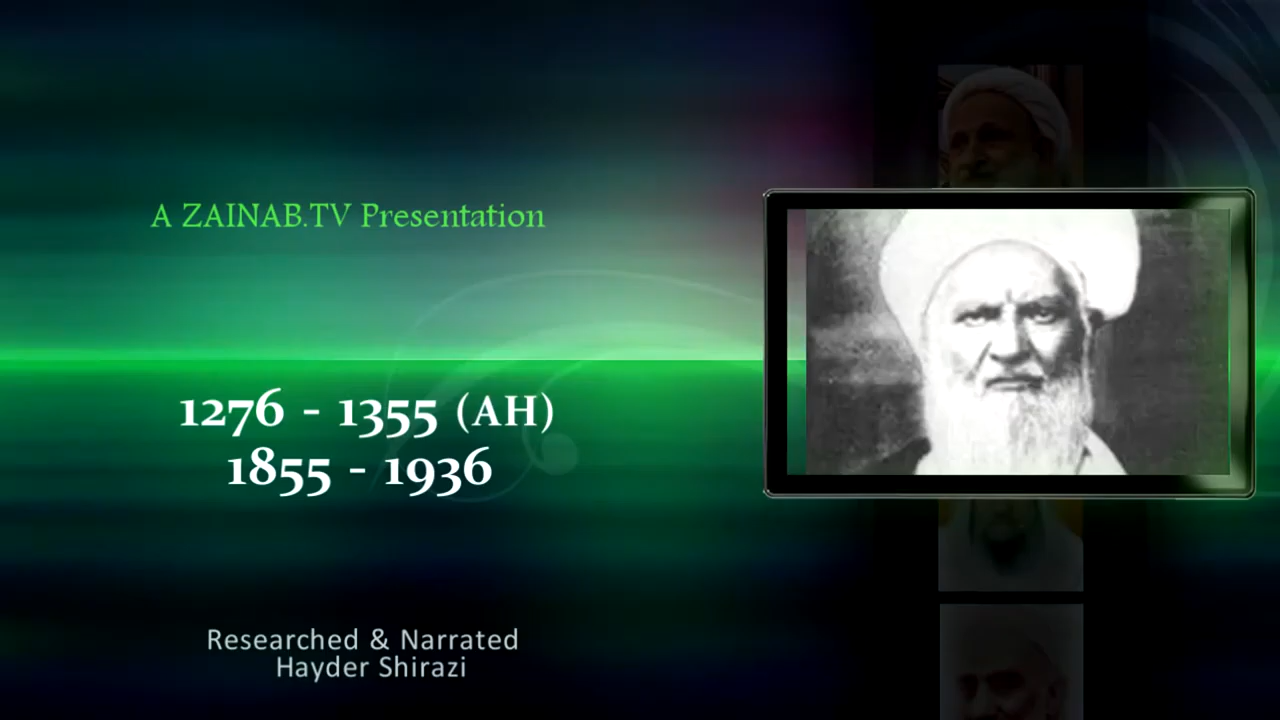 A ZAINAB.TV Presentation
1276 - 1355 (AH)
1855 - 1936
Researched & Narrated
Hayder Shirazi